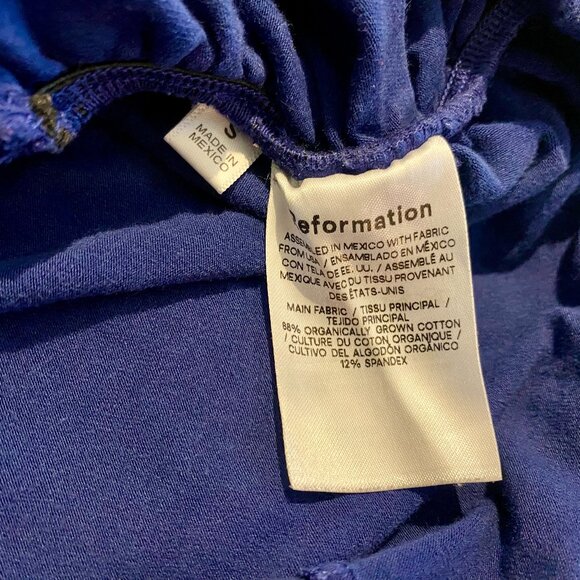 S
MADE IN
MEXICO
Reformation
ASSEMBLED IN MEXICO WITH FABRIC
FROM USA / ENSAMBLADO EN MÉXICO
CON TELA DE EE. UU. / ASSEMBLÉ AU
MEXIQUE AVEC DU TISSU PROVENANT
DES ÉTATS-UNIS
MAIN FABRIC / TISSU PRINCIPAL /
TEJIDO PRINCIPAL
88% ORGANICALLY GROWN COTTON
/ CULTURE DU COTON ORGANIQUE /
CULTIVO DEL ALGODÓN ORGÁNICO
12% SPANDEX